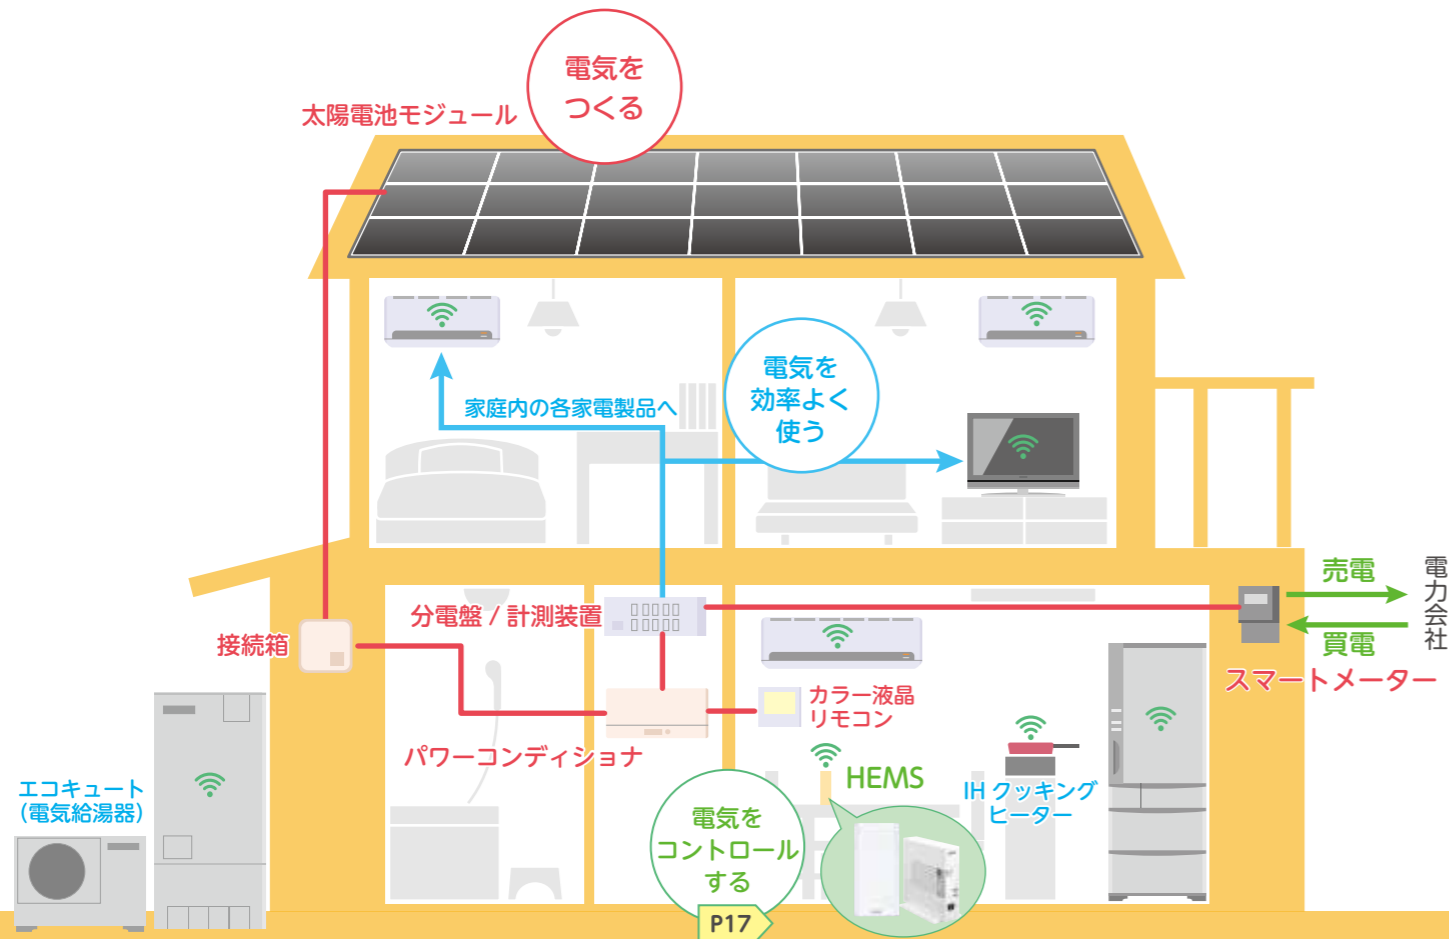 電気を
つくる
太陽電池モジュール
電気を
効率よく
使う
家庭内の各家電製品へ
売電
電力会社
買電
スマートメーター
分電盤 / 計測装置
接続箱
カラー液晶
リモコン
パワーコンディショナ
HEMS
IH クッキング
ヒーター
エコキュート
（電気給湯器）
電気を
コントロール
する
P17